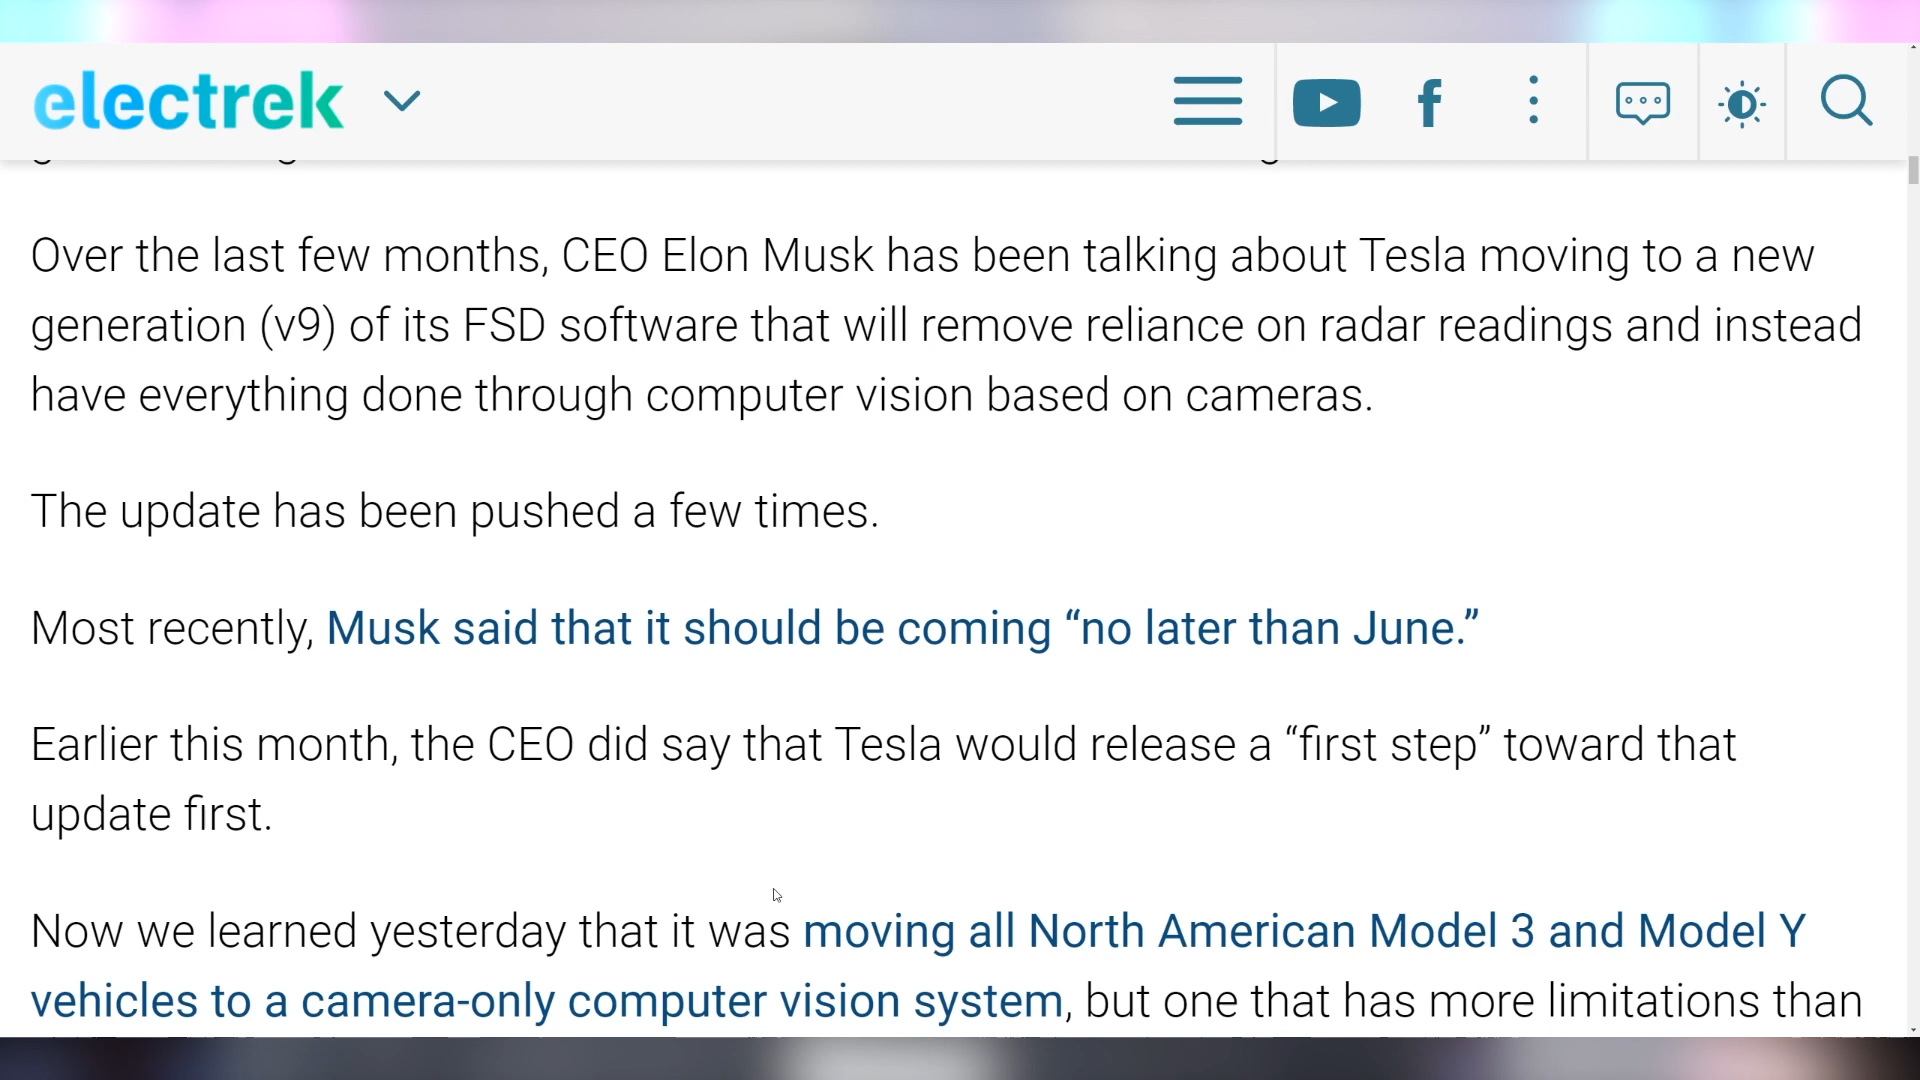 electrek
Over the last few months, CEO Elon Musk has been talking about Tesla moving to a new
generation (v9) of its FSD software that will remove reliance on radar readings and instead
have everything done through computer vision based on cameras.
The update has been pushed a few times.
Most recently, Musk said that it should be coming “no later than June.”
Earlier this month, the CEO did say that Tesla would release a “first step” toward that
update first.
Now we learned yesterday that it was moving all North American Model 3 and Model Y
vehicles to a camera-only computer vision system, but one that has more limitations than